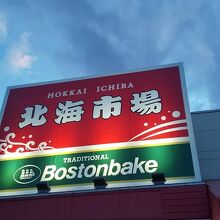 HOKKAI ICHIBA
北海市場
TRADITIONAL
Bostonbake